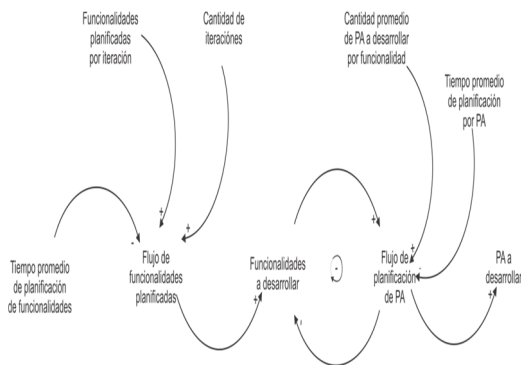 Funcionalidades
planificadas
por iteración
Cantidad de
iteraciónes
Cantidad promedio
de PA a desarrollar
por funcionalidad
Tiempo promedio
de planificación
por PA
+
+
+
+
-
-
Tiempo promedio
de planificación
de funcionalidades
Flujo de
funcionalidades
planificadas
Funcionalidades
a desarrollar
-
Flujo de
planificación
de PA
PA a
desarrollar
+
-
+